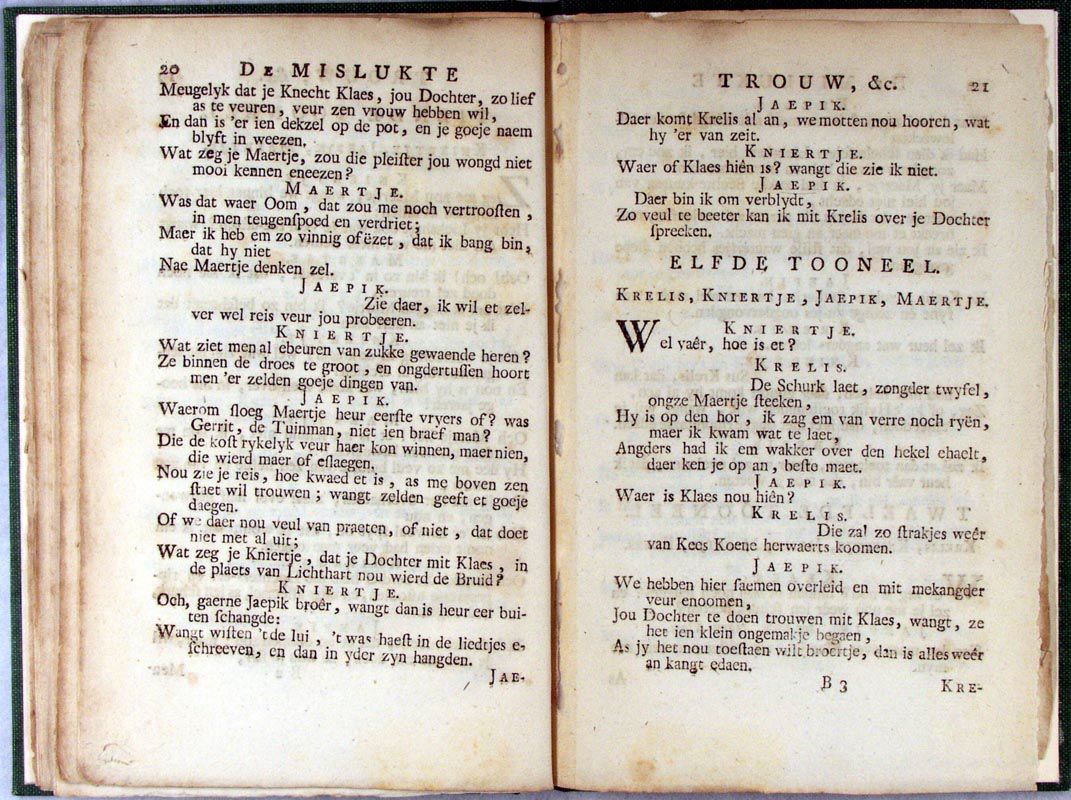 20 DE MISLUKTE
Meugelyk dat je Knecht Klaes, jou Dochter, zo lief
as te veuren, veur zen vrouw hebben wil,
En dan is 'er ien dekzel op de pot, en je goeje naem
blyft in weezen.
Wat zeg je Maertje, zou die pleiſter jou wongd niet
mooi kennen eneezen?
MAERTJE.
Was dat waer Oom, dat zou me noch vertrooſten,
in men teugenſpoed en verdriet;
Maer ik heb em zo vinnig ofëzet, dat ik bang bin,
dat hy niet
Nae Maertje denken zel.
JAEPIK.
Zie daer, ik wil et zel-
ver wel reis veur jou probeeren.
KNIERTJE.
Wat ziet men al ebeuren van zukke gewaende heren?
Ze binnen de droes te groot, en ongdertuſſen hoort
men 'er zelden goeje dingen van.
JAEPIK.
Waerom ſloeg Maertje heur eerſte vryers of? was
Gerrit, de Tuinman, niet ien braef man?
Die de koſt rykelyk veur haer kon winnen, maer nien,
die wierd maer of eſlaegen.
Nou zie je reis, hoe kwaed et is, as me boven zen
ſtaet wil trouwen; wangt zelden geeft et goeje
daegen.
Of we daer nou veul van praeten, of niet, dat doet
niet met al uit;
Wat zeg je Kniertje, dat je Dochter mit Klaes, in
de plaets van Lichthart nou wierd de Bruid?
KNIERTJE.
Och, gaerne Jaepik broêr, wangt dan is heur eer bui-
ten ſchangde:
Wangt wiſten 't de lui, 't was haeſt in de liedtjes e-
ſchreeven, en dan in yder zyn hangden.
JAE-
TROUW, &c. 21
JAEPIK.
Daer komt Krelis al an, we motten nou hooren, wat
hy 'er van zeit.
KNIERTJE.
Waer of Klaes hiên is? wangt die zie ik niet.
JAEPIK.
Daer bin ik om verblydt,
Zo veul te beeter kan ik mit Krelis over je Dochter
ſpreeken.
ELFDE TOONEEL.
KRELIS, KNIERTJE, JAEPIK, MAERTJE.
KNIERTJE.
Wel vaêr, hoe is et?
KRELIS.
De Schurk laet, zongder twyfel,
ongze Maertje ſteeken,
Hy is op den hor, ik zag em van verre noch ryën,
maer ik kwam wat te laet,
Angders had ik em wakker over den hekel ehaelt,
daer ken je op an, beſte maet.
JAEPIK.
Waer is Klaes nou hiên?
KRELIS.
Die zal zo ſtrakjes weêr
van Kees Koene herwaerts koomen.
JAEPIK.
We hebben hier ſaemen overleid en mit mekangder
veur enoomen,
Jou Dochter te doen trouwen mit Klaes, wangt, ze
het ien klein ongemakje begaen,
As jy het nou toeſtaen wilt broertje, dan is alles weêr
an kangt edaen.
B 3 KRE-